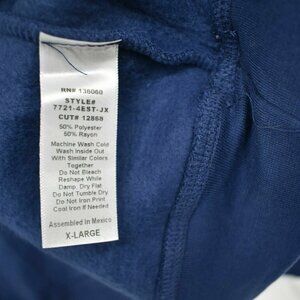 RN# 138060
STYLE#
7721-4EST-JX
CUT# 12868
50% Polyester
50% Rayon
Machine Wash Cold
Wash Inside Out
With Similar Colors
Together
Do Not Bleach
Reshape While
Damp, Dry Flat
Do Not Tumble Dry
Do Not Iron Print
Cool Iron If Needed
Assembled in Mexico
X-LARGE